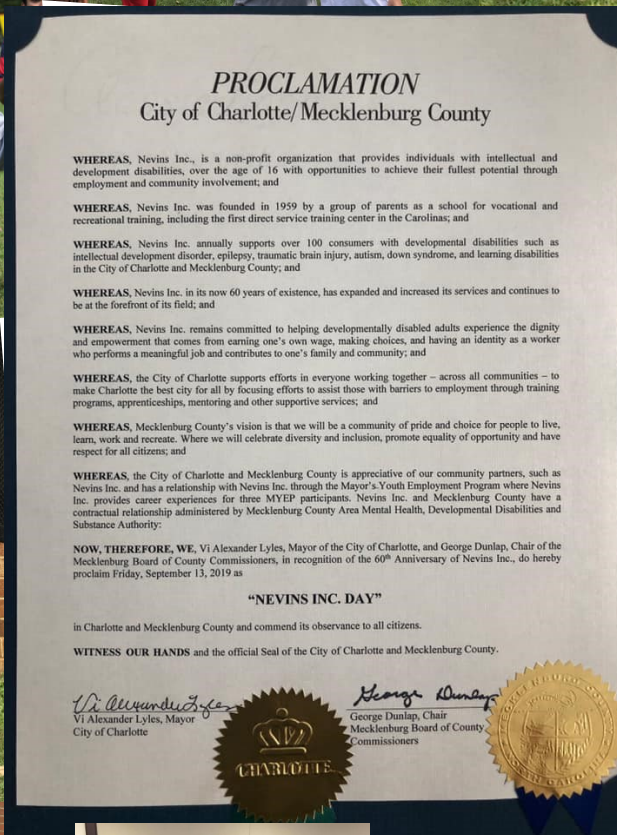 PROCLAMATION
City of Charlotte/Mecklenburg County
WHEREAS, Nevins Inc., is a non-profit organization that provides individuals with intellectual and
development disabilities, over the age of 16 with opportunities to achieve their fullest potential through
employment and community involvement; and
WHEREAS, Nevins Inc. was founded in 1959 by a group of parents as a school for vocational and
recreational training, including the first direct service training center in the Carolinas; and
WHEREAS, Nevins Inc. annually supports over 100 consumers with developmental disabilities such as
intellectual development disorder, epilepsy, traumatic brain injury, autism, down syndrome, and learning disabilities
in the City of Charlotte and Mecklenburg County; and
WHEREAS, Nevins Inc. in its now 60 years of existence, has expanded and increased its services and continues to
be at the forefront of its field; and
WHEREAS, Nevins Inc. remains committed to helping developmentally disabled adults experience the dignity
and empowerment that comes from earning one's own wage, making choices, and having an identity as a worker
who performs a meaningful job and contributes to one's family and community; and
WHEREAS, the City of Charlotte supports efforts in everyone working together – across all communities – to
make Charlotte the best city for all by focusing efforts to assist those with barriers to employment through training
programs, apprenticeships, mentoring and other supportive services; and
WHEREAS, Mecklenburg County's vision is that we will be a community of pride and choice for people to live,
learn, work and recreate. Where we will celebrate diversity and inclusion, promote equality of opportunity and have
respect for all citizens; and
WHEREAS, the City of Charlotte and Mecklenburg County is appreciative of our community partners, such as
Nevins Inc. and has a relationship with Nevins Inc. through the Mayor's Youth Employment Program where Nevins
Inc. provides career experiences for three MYEP participants. Nevins Inc. and Mecklenburg County have a
contractual relationship administered by Mecklenburg County Area Mental Health, Developmental Disabilities and
Substance Authority:
NOW, THEREFORE, WE, Vi Alexander Lyles, Mayor of the City of Charlotte, and George Dunlap, Chair of the
Mecklenburg Board of County Commissioners, in recognition of the 60th Anniversary of Nevins Inc., do hereby
proclaim Friday, September 13, 2019 as
"NEVINS INC. DAY"
in Charlotte and Mecklenburg County and commend its observance to all citizens.
WITNESS OUR HANDS and the official Seal of the City of Charlotte and Mecklenburg County.
Vi Alexander Lyles
George Dunlap
Vi Alexander Lyles, Mayor
City of Charlotte
George Dunlap, Chair
Mecklenburg Board of County
Commissioners
CHARLOTTE
MECKLENBURG COUNTY
NORTH CAROLINA